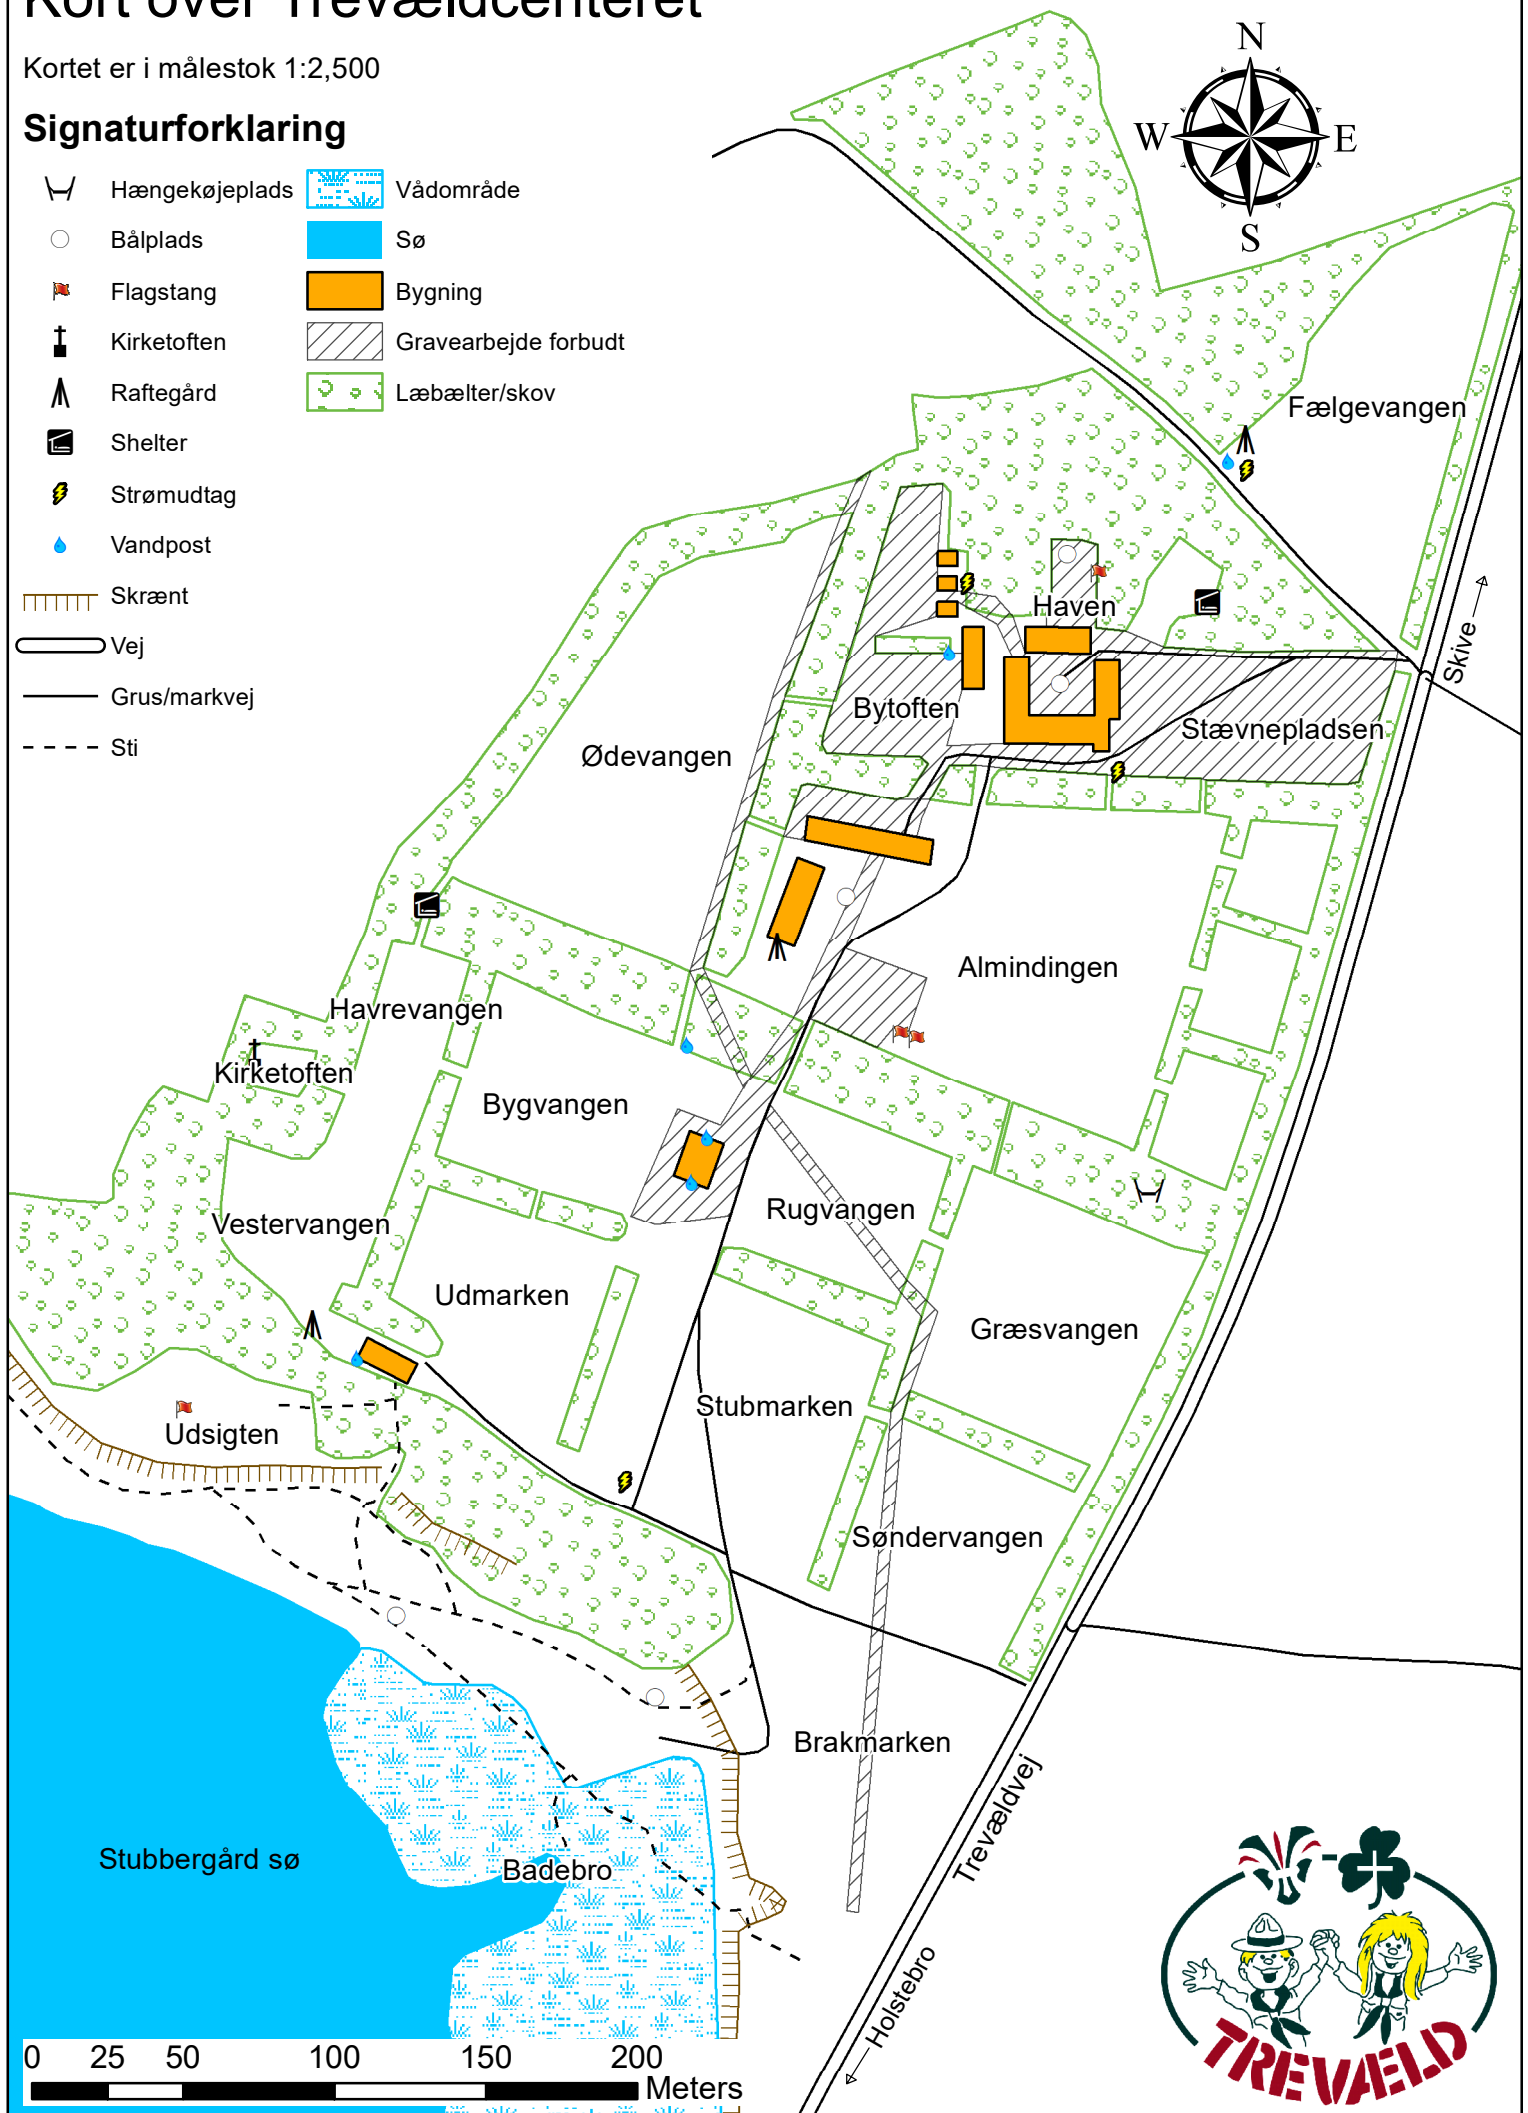 Kort over Trevældcenteret
Kortet er i målestok 1:2,500
Signaturforklaring
Hængekøjeplads
Vådområde
Bålplads
Sø
Flagstang
Bygning
Kirketoften
Gravearbejde forbudt
Raftegård
Læbælter/skov
Shelter
Strømudtag
Vandpost
Skrænt
Vej
Grus/markvej
Sti
N
W
E
S
Fælgevangen
Haven
Skive
Bytoften
Stævnepladsen
Ødevangen
Almindingen
Havrevangen
Kirketoften
Bygvangen
Rugvangen
Vestervangen
Udmarken
Græsvangen
Stubmarken
Udsigten
Søndervangen
Brakmarken
Trevældvej
Stubbergård sø
Badebro
Holstebro
0 25 50 100 150 200
Meters
TREVÆLD